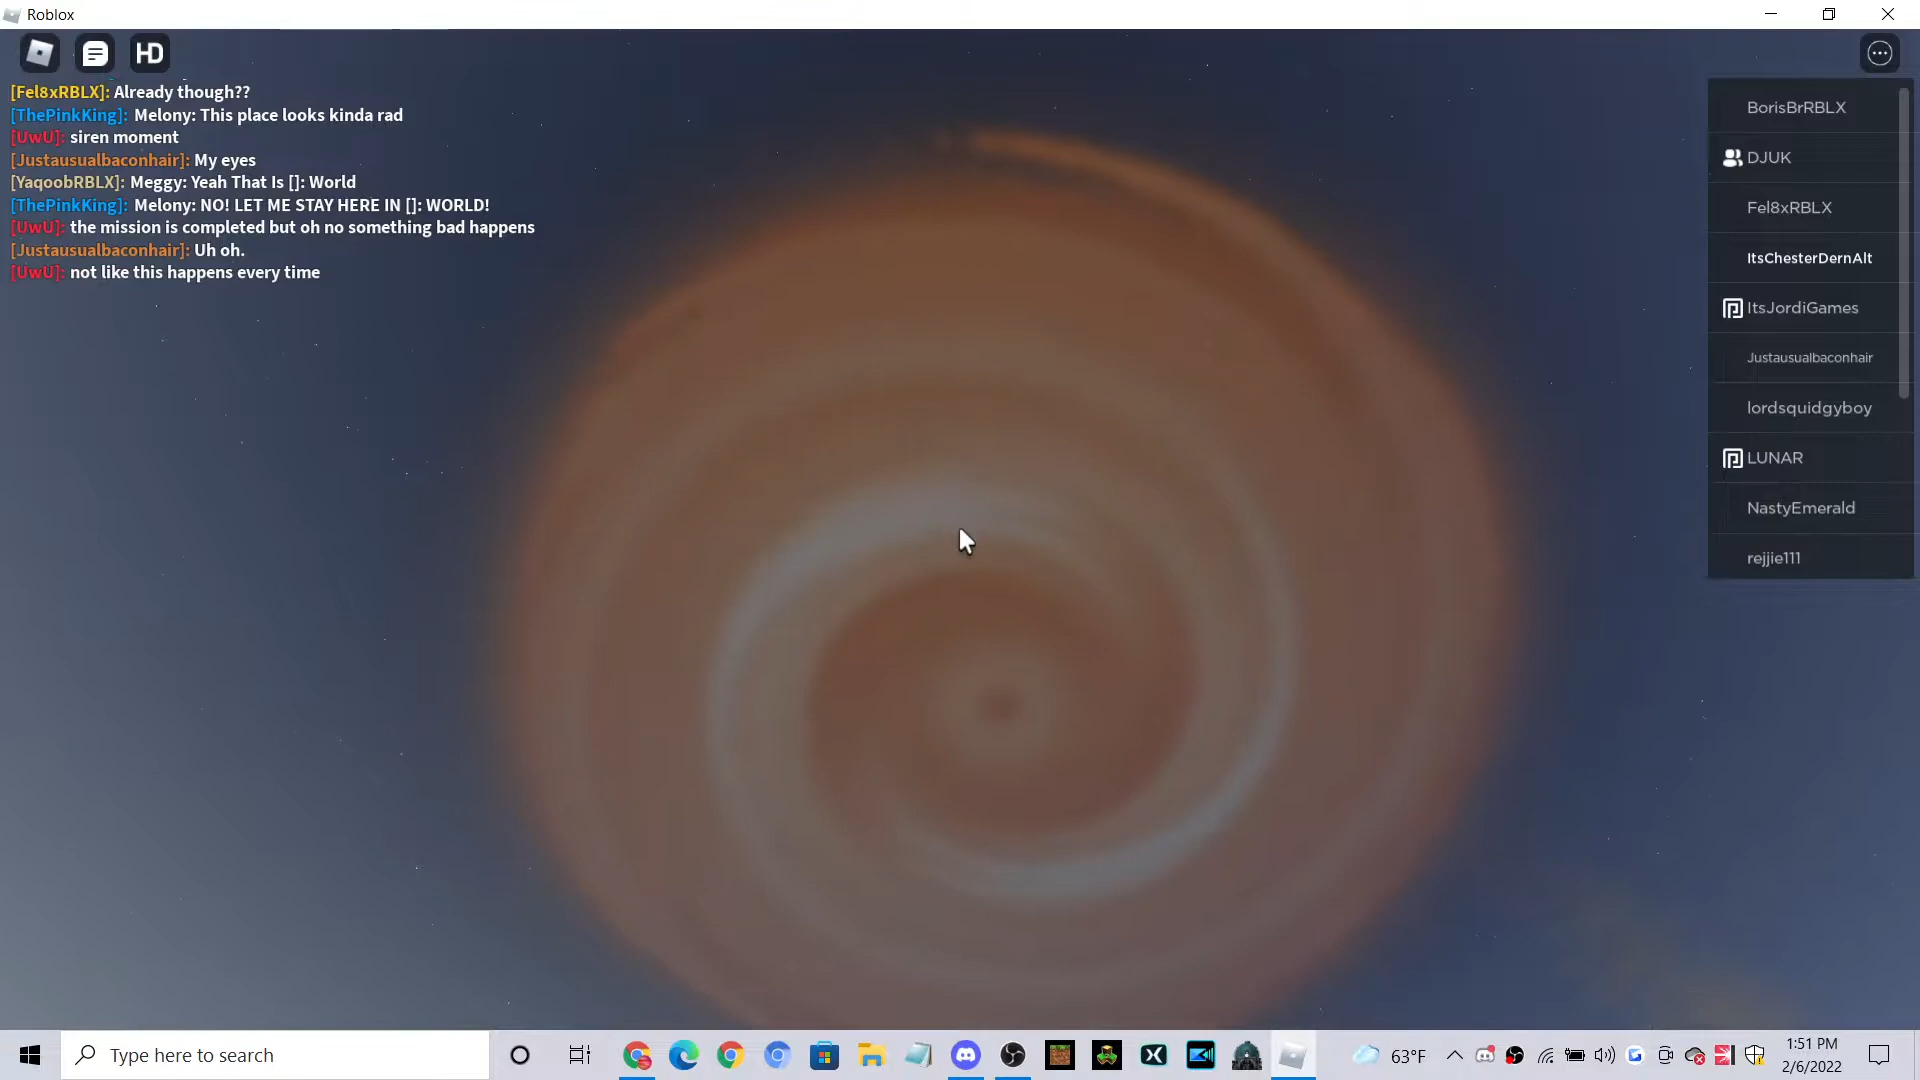 Roblox
HD
[Fel8xRBLX]: Already though??
[ThePinkKing]: Melony: This place looks kinda rad
[UwU]: siren moment
[Justausualbaconhair]: My eyes
[YaqoobRBLX]: Meggy: Yeah That Is []: World
[ThePinkKing]: Melony: NO! LET ME STAY HERE IN []: WORLD!
[UwU]: the mission is completed but oh no something bad happens
[Justausualbaconhair]: Uh oh.
[UwU]: not like this happens every time
BorisBrRBLX
DJUK
Fel8xRBLX
ItsChesterDernAlt
ItsJordiGames
Justausualbaconhair
lordsquidgyboy
LUNAR
NastyEmerald
rejjie111
Type here to search
63°F
1:51 PM
2/6/2022